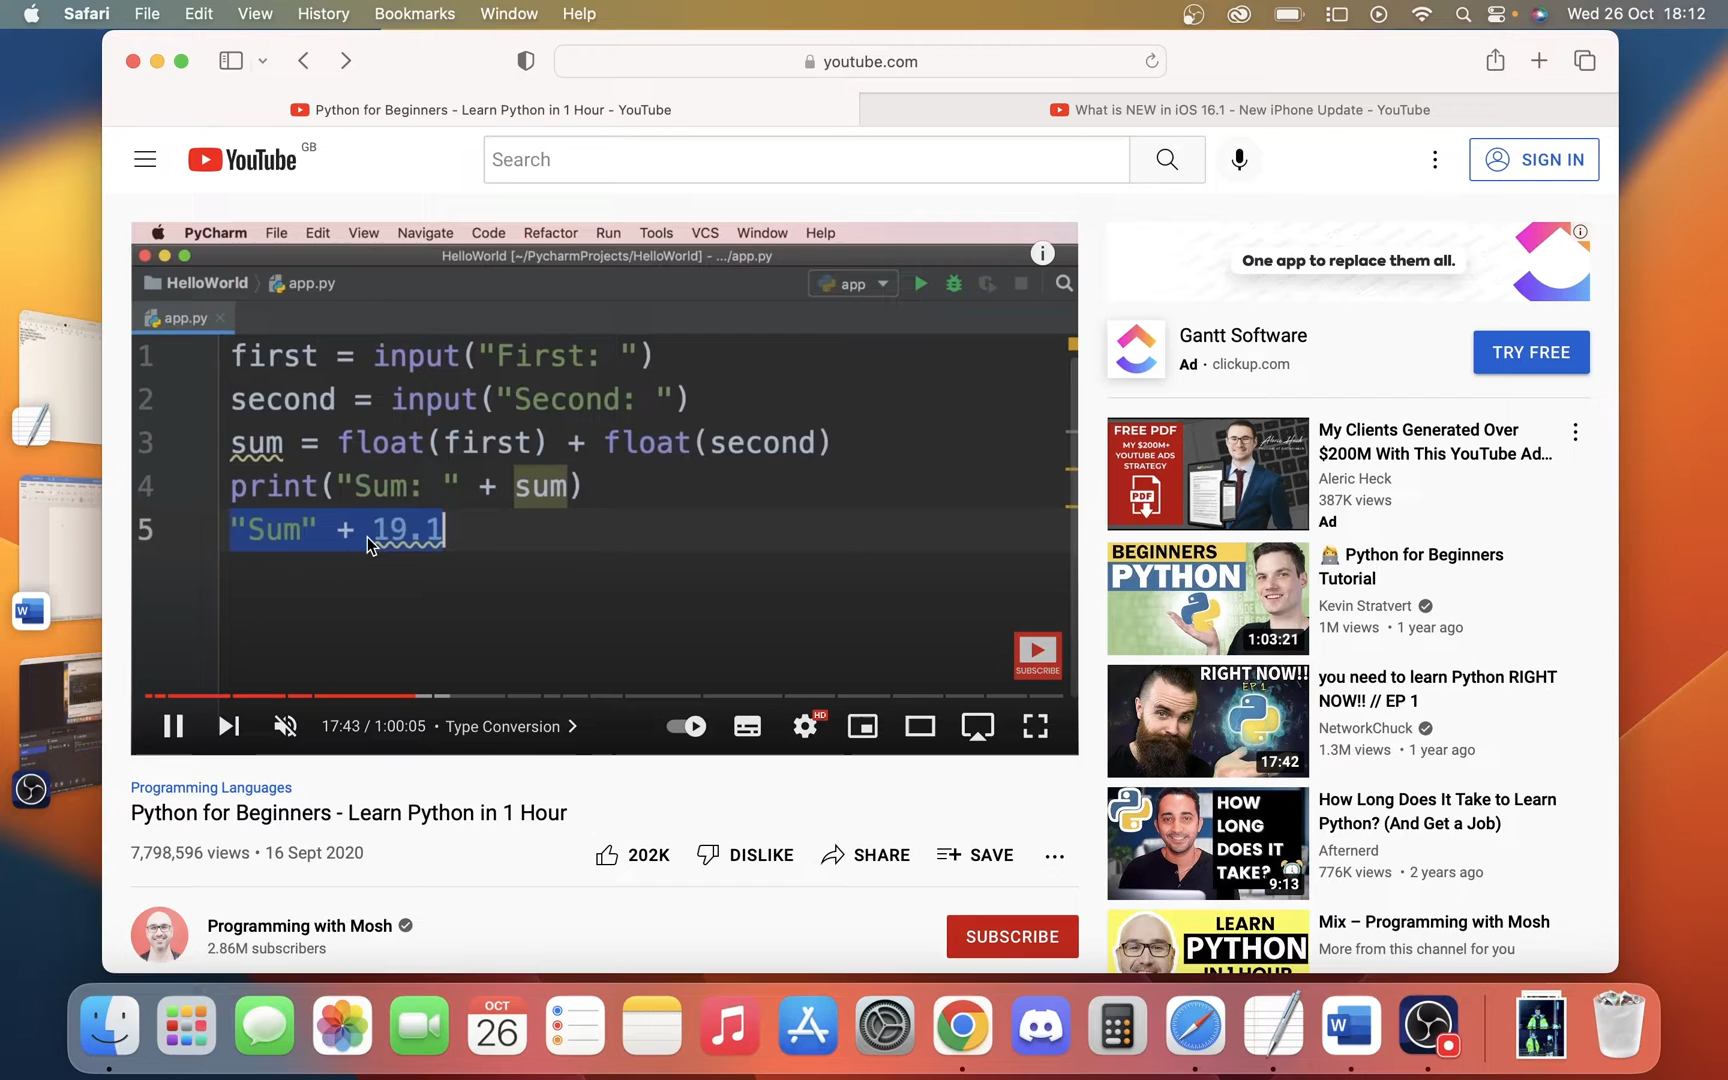 Safari File Edit View History Bookmarks Window Help Wed 26 Oct 18:12
youtube.com
Python for Beginners - Learn Python in 1 Hour - YouTube
What is NEW in iOS 16.1 - New iPhone Update - YouTube
YouTube GB
Search
SIGN IN
PyCharm File Edit View Navigate Code Refactor Run Tools VCS Window Help
HelloWorld [~/PycharmProjects/HelloWorld] - .../app.py
HelloWorld app.py
app
app.py
1 first = input("First: ")
2 second = input("Second: ")
3 sum = float(first) + float(second)
4 print("Sum: " + sum)
5 "Sum" + 19.1
SUBSCRIBE
17:43 / 1:00:05 • Type Conversion
HD
Programming Languages
Python for Beginners - Learn Python in 1 Hour
7,798,596 views • 16 Sept 2020
202K DISLIKE SHARE SAVE
Programming with Mosh
2.86M subscribers
SUBSCRIBE
One app to replace them all.
Gantt Software
Ad · clickup.com
TRY FREE
FREE PDF
MY $200M+
YOUTUBE ADS
STRATEGY
PDF
My Clients Generated Over
$200M With This YouTube Ad...
Aleric Heck
387K views
Ad
BEGINNERS
PYTHON
1:03:21
Python for Beginners
Tutorial
Kevin Stratvert
1M views • 1 year ago
RIGHT NOW!!
EP 1
17:42
you need to learn Python RIGHT
NOW!! // EP 1
NetworkChuck
1.3M views • 1 year ago
HOW
LONG
DOES IT
TAKE?
9:13
How Long Does It Take to Learn
Python? (And Get a Job)
Afternerd
776K views • 2 years ago
LEARN
PYTHON
IN 1 HOUR
Mix – Programming with Mosh
More from this channel for you
OCT
26
W
W